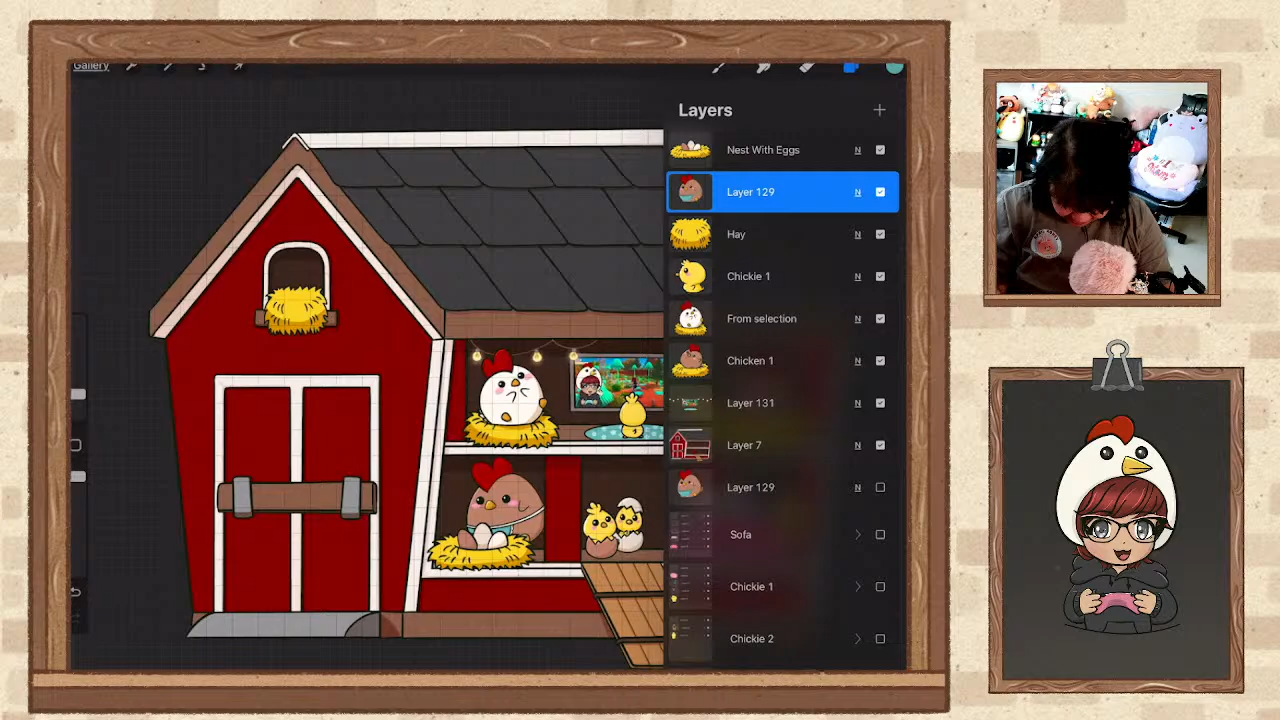 Gallery
Layers
Nest With Eggs N
Layer 129 N
Hay N
Chickie 1 N
From selection N
Chicken 1 N
Layer 131 N
Layer 7 N
Layer 129 N
Sofa
Chickie 1
Chickie 2